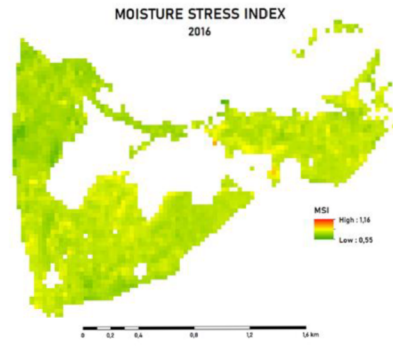 MOISTURE STRESS INDEX
2016
MSI
High : 1,16
Low : 0,55
0 0,2 0,4 0,8 1,2 1,6 km